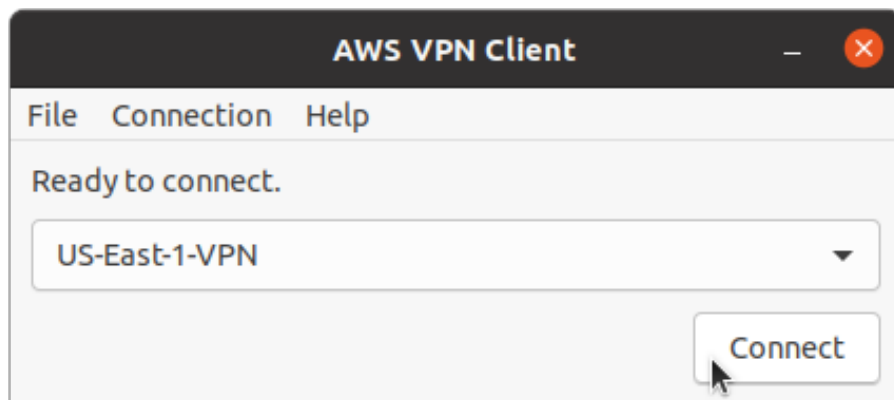 AWS VPN Client
File Connection Help
Ready to connect.
US-East-1-VPN
Connect